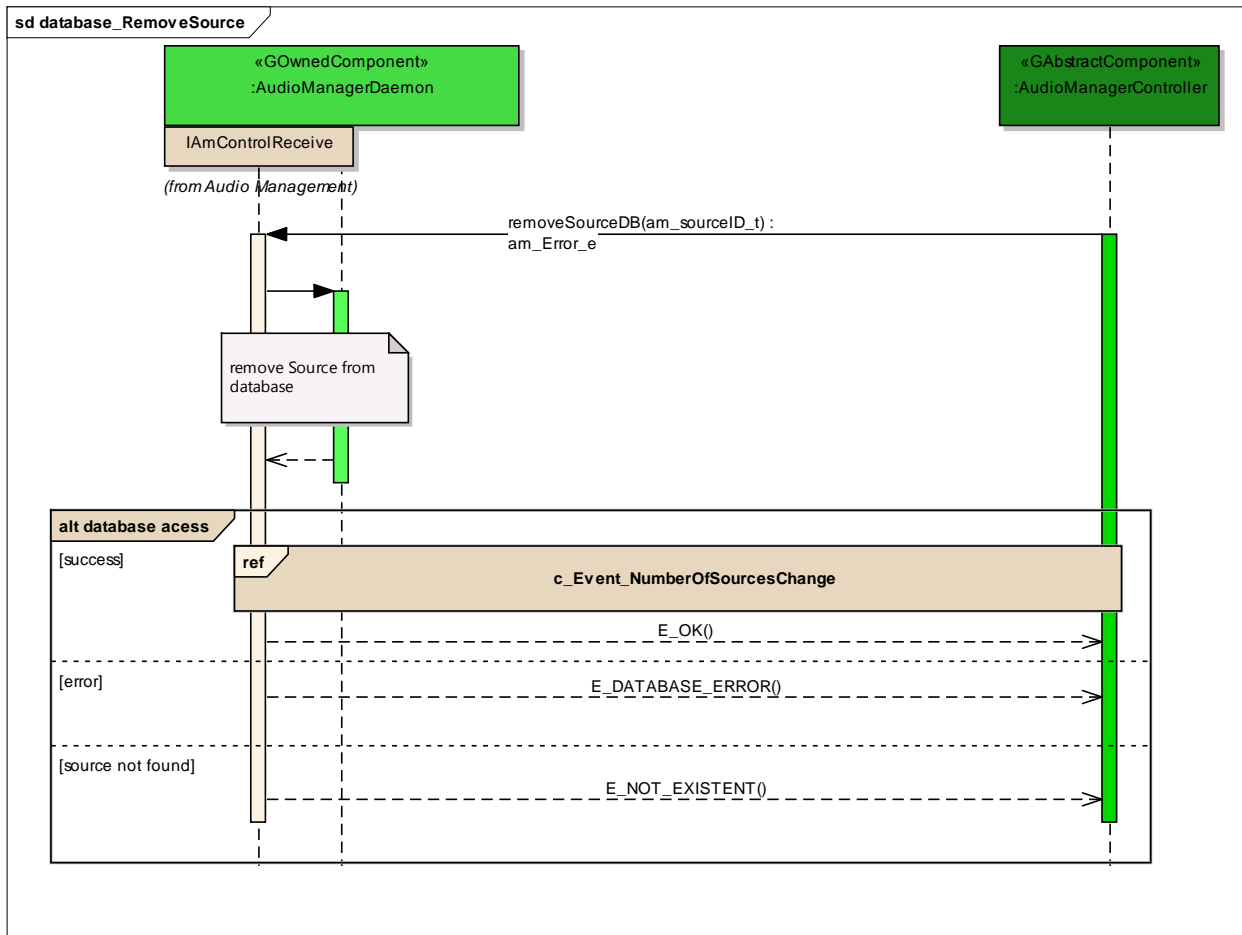 sd database_RemoveSource
«GOwnedComponent»
:AudioManagerDaemon
«GAbstractComponent»
:AudioManagerController
IAmControlReceive
(from Audio Management)
removeSourceDB(am_sourceID_t) :
am_Error_e
remove Source from
database
alt database acess
[success]
ref
c_Event_NumberOfSourcesChange
E_OK()
[error]
E_DATABASE_ERROR()
[source not found]
E_NOT_EXISTENT()